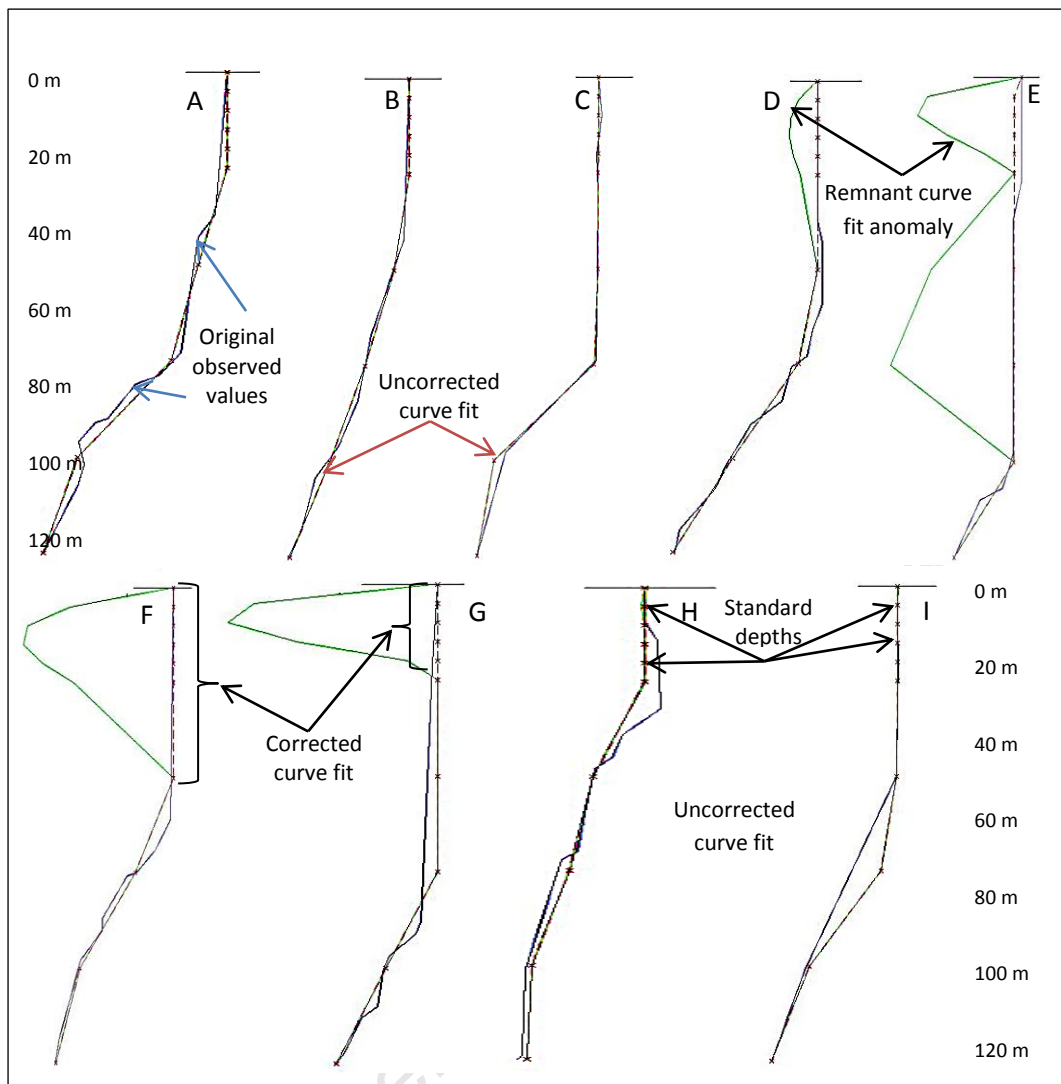 0 m
A
B
C
D
E
20 m
Remnant curve
fit anomaly
40 m
60 m
Original
observed
values
80 m
Uncorrected
curve fit
100 m
120 m
F
G
H
Standard
depths
I
0 m
20 m
Corrected
curve fit
40 m
Uncorrected
curve fit
60 m
80 m
100 m
120 m